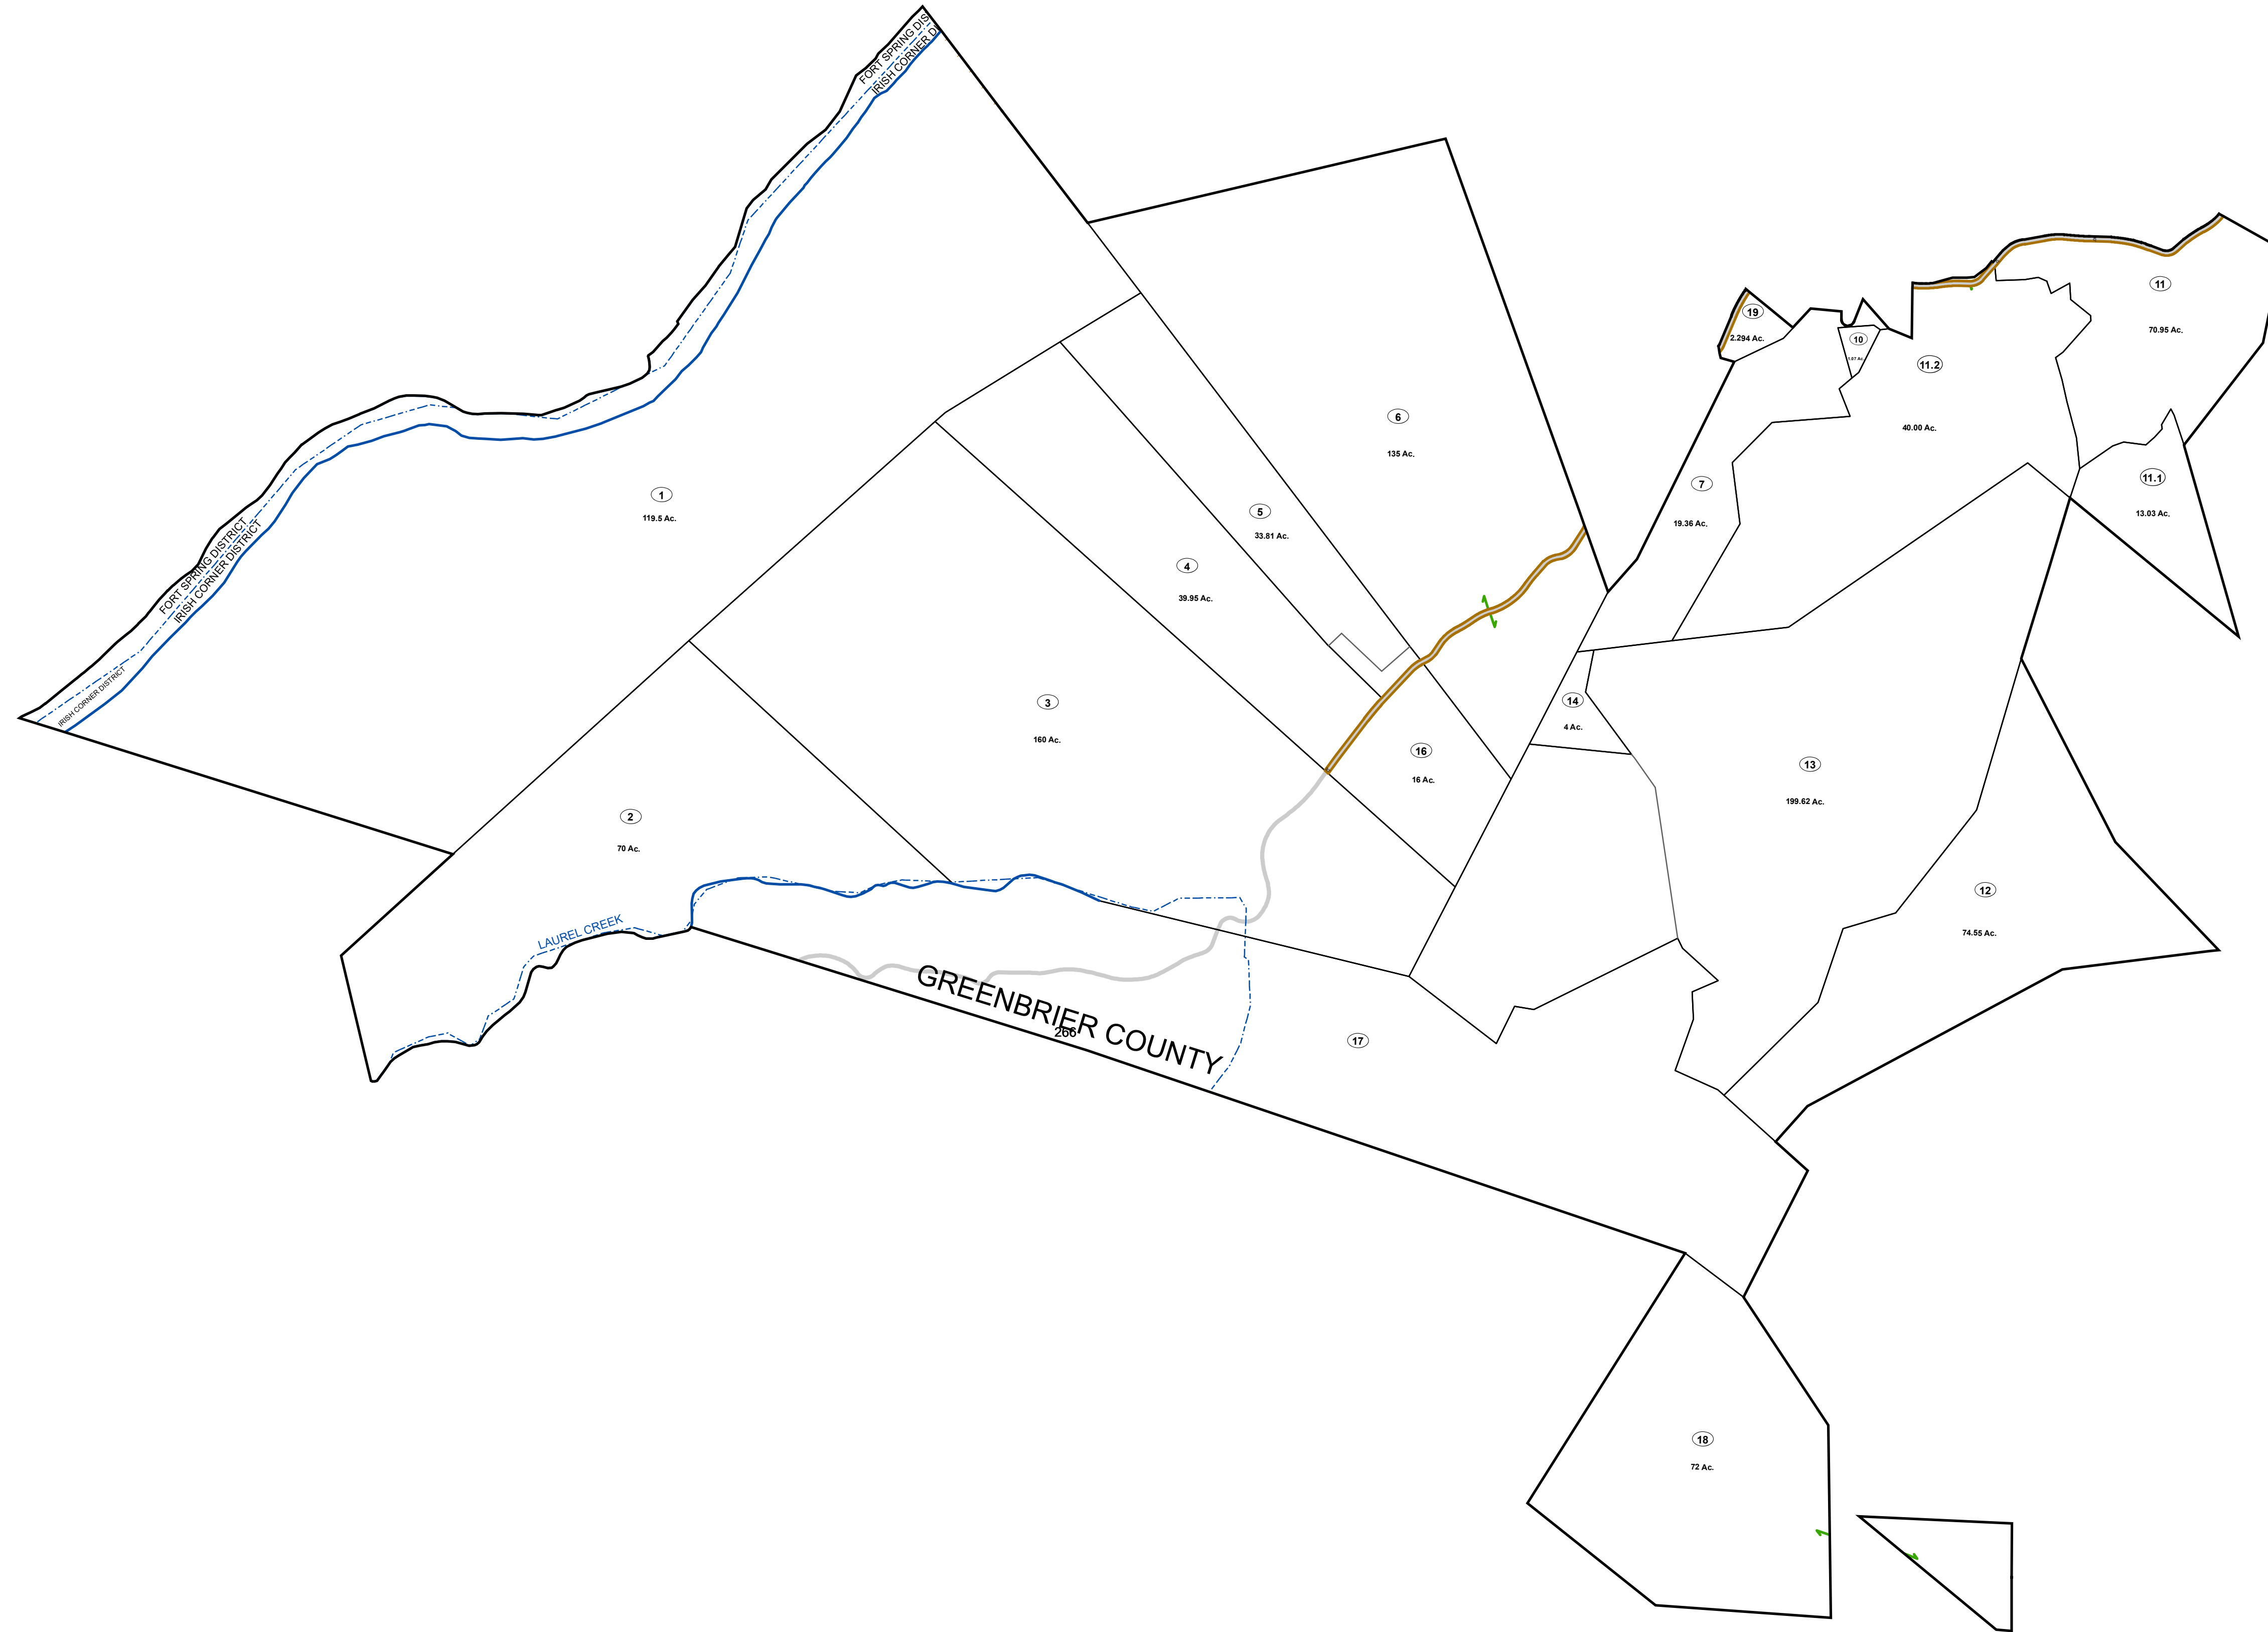 FORT SPRING DIS
IRISH CORNER D
11
70.95 Ac.
19
2.294 Ac.
10
1.07 Ac.
11.2
40.00 Ac.
6
135 Ac.
11.1
13.03 Ac.
7
19.36 Ac.
1
119.5 Ac.
5
33.81 Ac.
4
39.95 Ac.
FORT SPRING DISTRICT
IRISH CORNER DISTRICT
IRISH CORNER DISTRICT
3
160 Ac.
14
4 Ac.
16
16 Ac.
13
199.62 Ac.
2
70 Ac.
12
74.55 Ac.
LAUREL CREEK
GREENBRIER COUNTY
266
17
18
72 Ac.